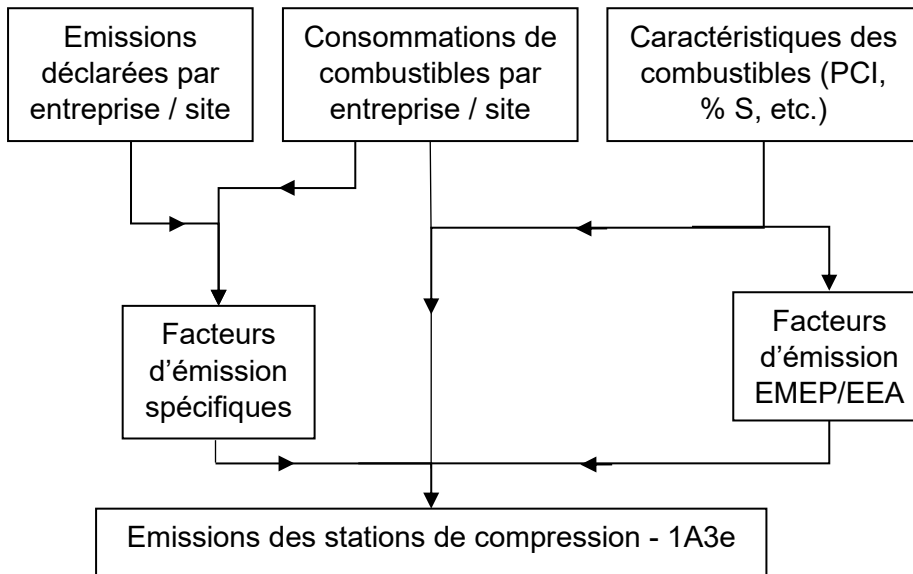 Emissions
déclarées par
entreprise / site
Consommations de
combustibles par
entreprise / site
Caractéristiques des
combustibles (PCI,
% S, etc.)
Facteurs
d’émission
spécifiques
Facteurs
d’émission
EMEP/EEA
Emissions des stations de compression - 1A3e